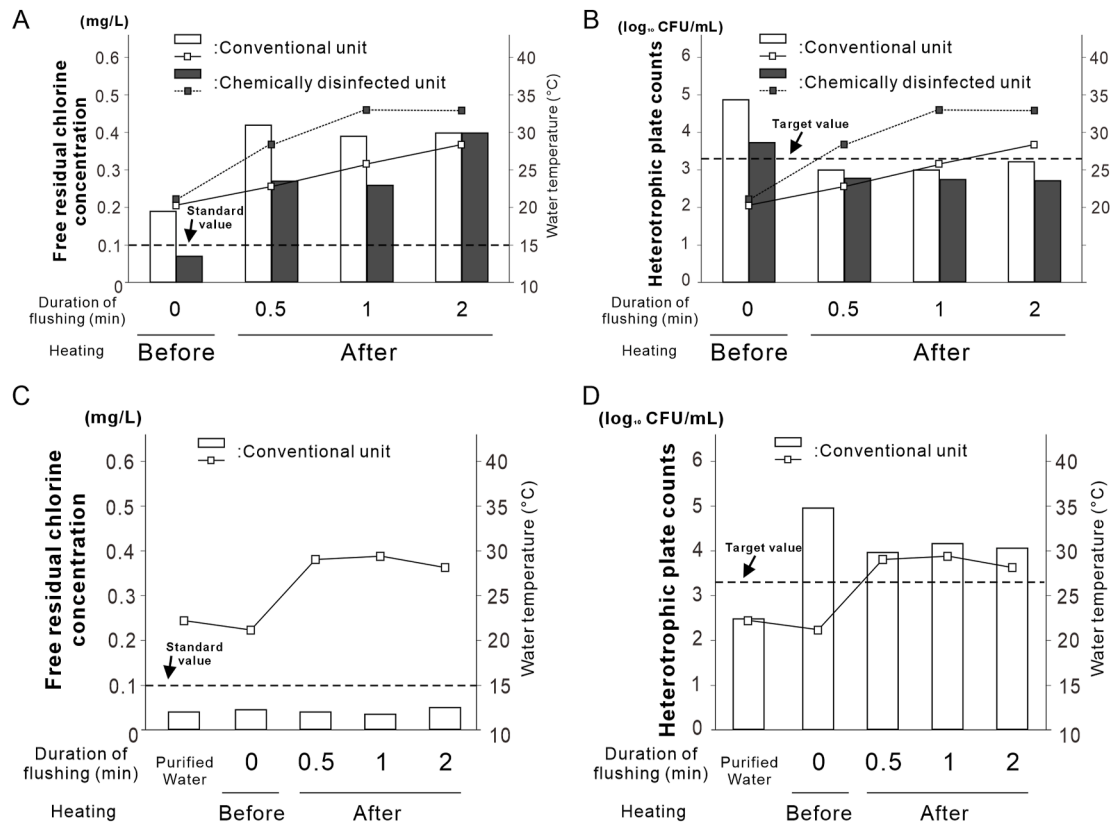 A
(mg/L)
:Conventional unit
:Chemically disinfected unit
Free residual chlorine
concentration
0.6
0.5
0.4
0.3
0.2
0.1
0
Standard
value
40
35
30
25
20
15
10
Water temperature (°C)
Duration of
flushing (min)
0 0.5 1 2
Heating Before After
B
(log₁₀ CFU/mL)
:Conventional unit
:Chemically disinfected unit
Heterotrophic plate counts
6
5
4
3
2
1
0
Target value
40
35
30
25
20
15
10
Water temperature (°C)
Duration of
flushing (min)
0 0.5 1 2
Heating Before After
C
(mg/L)
:Conventional unit
Free residual chlorine
concentration
0.6
0.5
0.4
0.3
0.2
0.1
0
Standard
value
40
35
30
25
20
15
10
Water temperature (°C)
Duration of
flushing (min)
Purified
Water
0 0.5 1 2
Heating Before After
D
(log₁₀ CFU/mL)
:Conventional unit
Heterotrophic plate counts
6
5
4
3
2
1
0
Target value
40
35
30
25
20
15
10
Water temperature (°C)
Duration of
flushing (min)
Purified
Water
0 0.5 1 2
Heating Before After